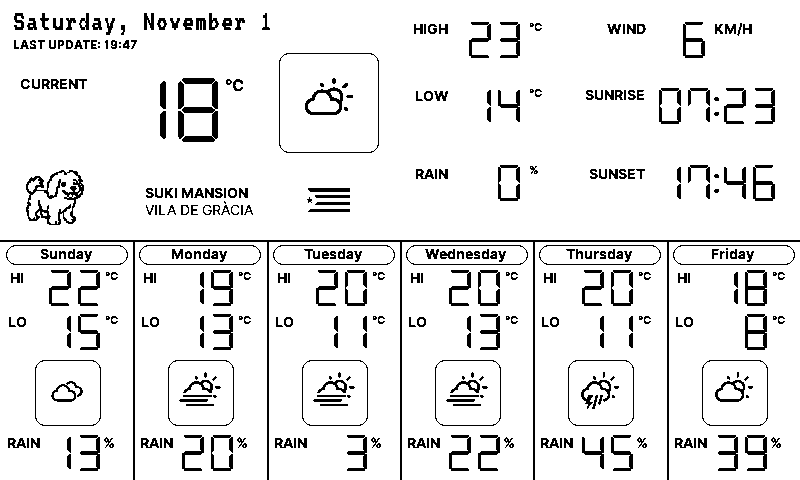 Saturday, November 1
LAST UPDATE: 19:47
CURRENT 18 °C
SUKI MANSION
VILA DE GRÀCIA
HIGH 23 °C
LOW 14 °C
RAIN 0 %
WIND 6 KM/H
SUNRISE 07:23
SUNSET 17:46
Sunday
HI 22 °C
LO 15 °C
RAIN 13 %
Monday
HI 19 °C
LO 13 °C
RAIN 20 %
Tuesday
HI 20 °C
LO 11 °C
RAIN 3 %
Wednesday
HI 20 °C
LO 13 °C
RAIN 22 %
Thursday
HI 20 °C
LO 11 °C
RAIN 45 %
Friday
HI 18 °C
LO 8 °C
RAIN 39 %